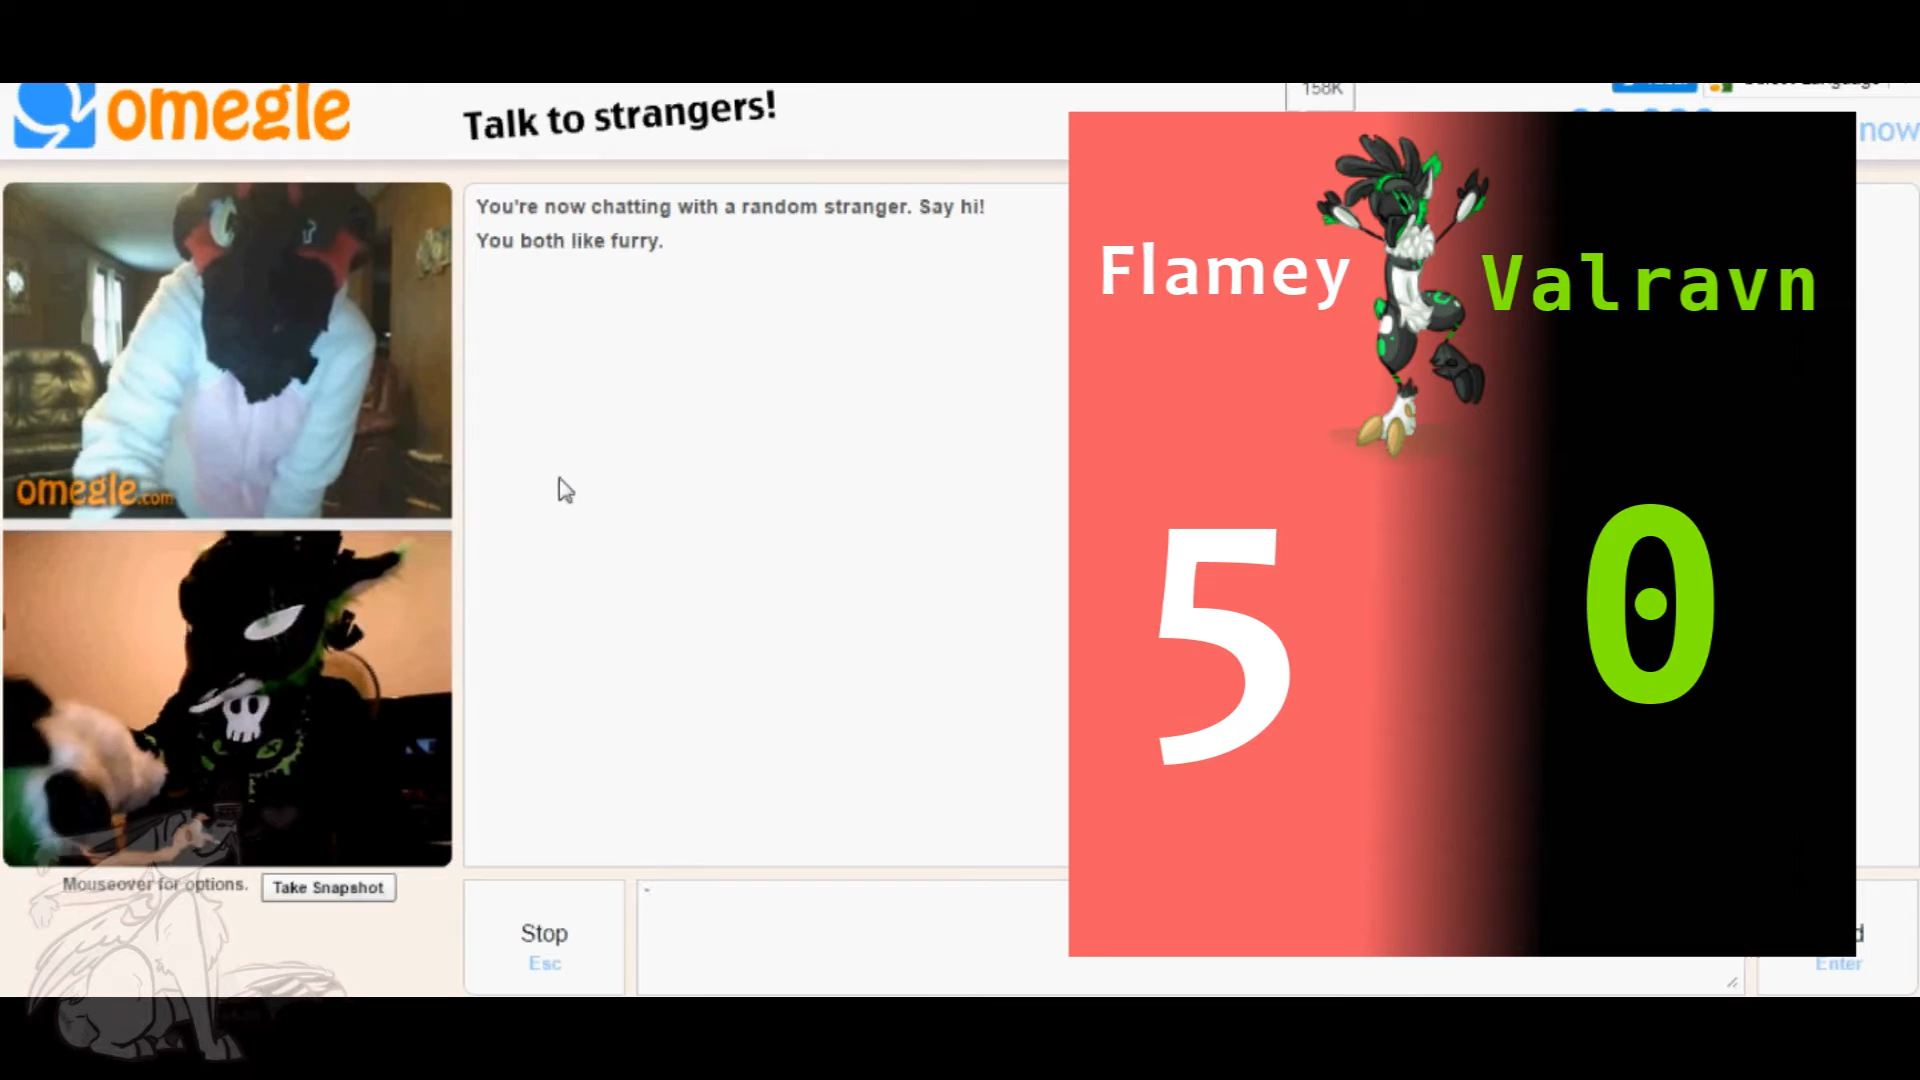 omegle
Talk to strangers!
158K
now
You're now chatting with a random stranger. Say hi!
You both like furry.
Flamey
Valravn
5
0
omegle.com
Mouseover for options.
Take Snapshot
Stop
Esc
Enter